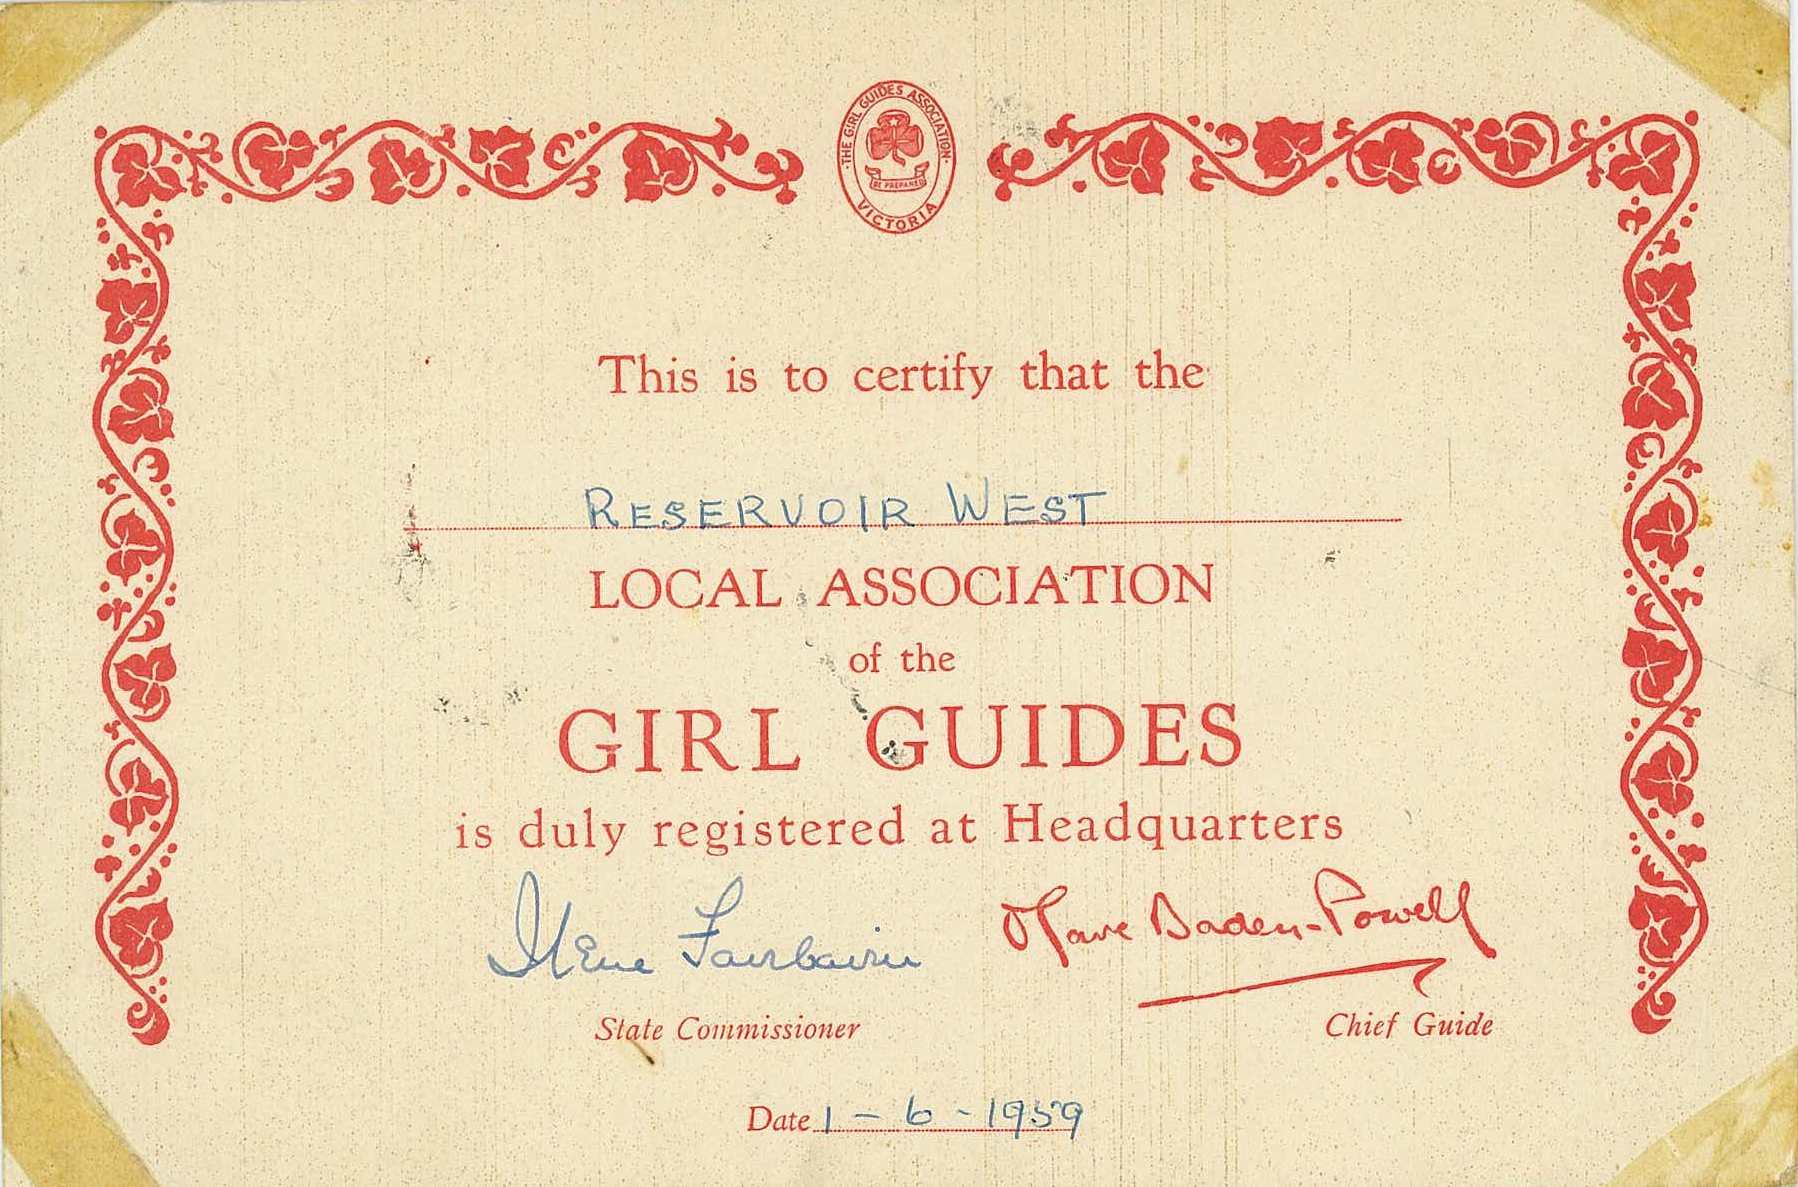 THE GIRL GUIDES ASSOCIATION
BE PREPARED
VICTORIA
This is to certify that the
RESERVOIR WEST
LOCAL ASSOCIATION
of the
GIRL GUIDES
is duly registered at Headquarters
Irene Fairbairn Olave Baden-Powell
State Commissioner Chief Guide
Date 1 - 6 - 1959